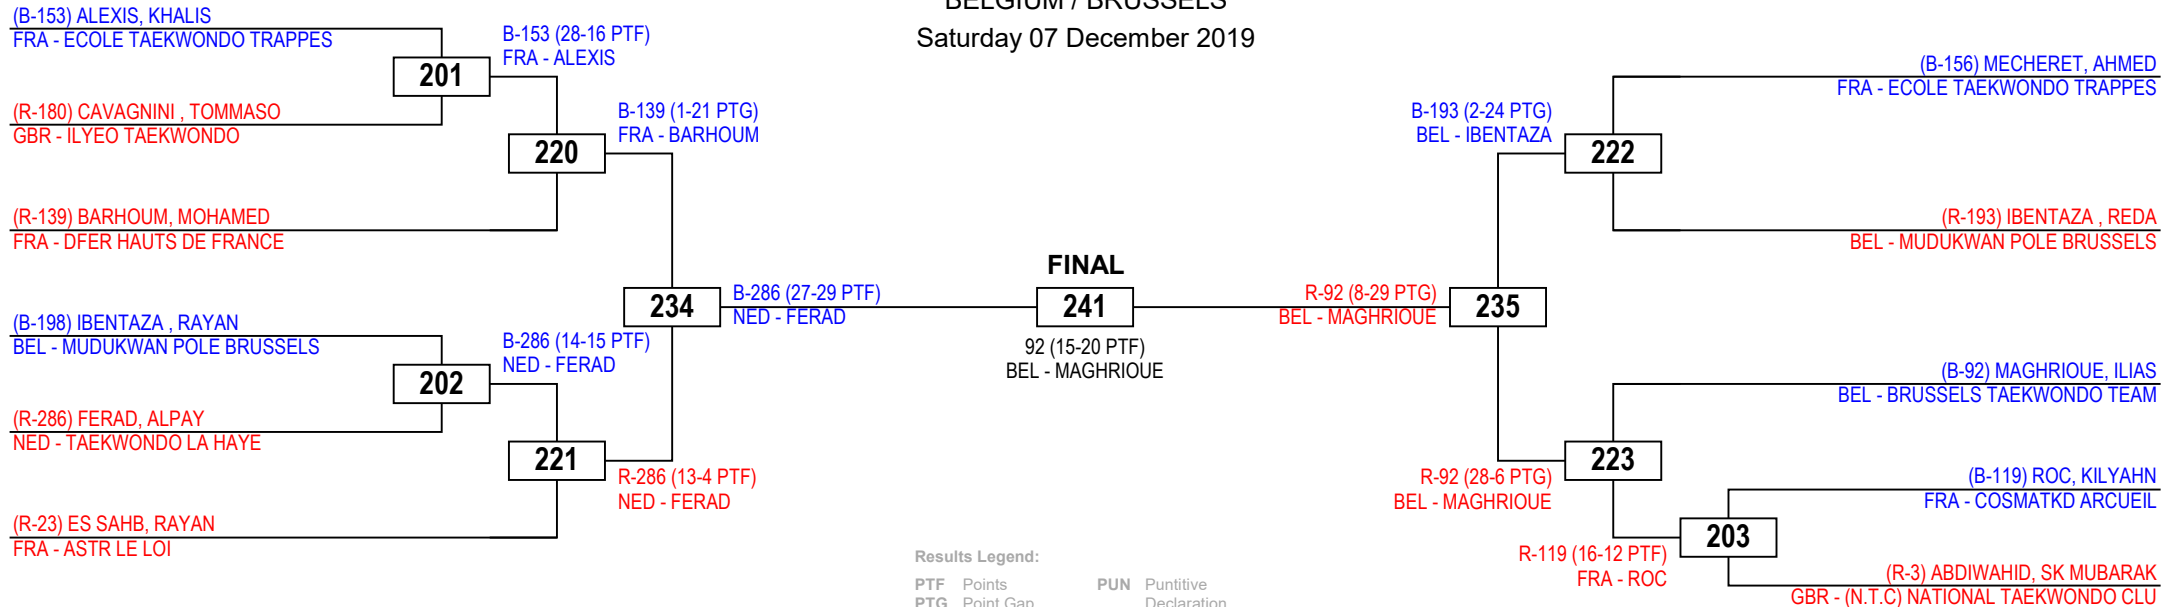 BELGIUM / BRUSSELS
Saturday 07 December 2019
(B-153) ALEXIS, KHALIS
FRA - ECOLE TAEKWONDO TRAPPES
201
(R-180) CAVAGNINI , TOMMASO
GBR - ILYEO TAEKWONDO
B-153 (28-16 PTF)
FRA - ALEXIS
220
(R-139) BARHOUM, MOHAMED
FRA - DFER HAUTS DE FRANCE
B-139 (1-21 PTG)
FRA - BARHOUM
234
(B-198) IBENTAZA , RAYAN
BEL - MUDUKWAN POLE BRUSSELS
202
(R-286) FERAD, ALPAY
NED - TAEKWONDO LA HAYE
B-286 (14-15 PTF)
NED - FERAD
221
(R-23) ES SAHB, RAYAN
FRA - ASTR LE LOI
R-286 (13-4 PTF)
NED - FERAD
B-286 (27-29 PTF)
NED - FERAD
FINAL
241
92 (15-20 PTF)
BEL - MAGHRIOUE
R-92 (8-29 PTG)
BEL - MAGHRIOUE
235
B-193 (2-24 PTG)
BEL - IBENTAZA
222
(B-156) MECHERET, AHMED
FRA - ECOLE TAEKWONDO TRAPPES
(R-193) IBENTAZA , REDA
BEL - MUDUKWAN POLE BRUSSELS
(B-92) MAGHRIOUE, ILIAS
BEL - BRUSSELS TAEKWONDO TEAM
223
R-92 (28-6 PTG)
BEL - MAGHRIOUE
(B-119) ROC, KILYAHN
FRA - COSMATKD ARCUEIL
203
R-119 (16-12 PTF)
FRA - ROC
(R-3) ABDIWAHID, SK MUBARAK
GBR - (N.T.C) NATIONAL TAEKWONDO CLU
Results Legend:
PTF Points PUN Puntitive
PTG Point Gap Declaration